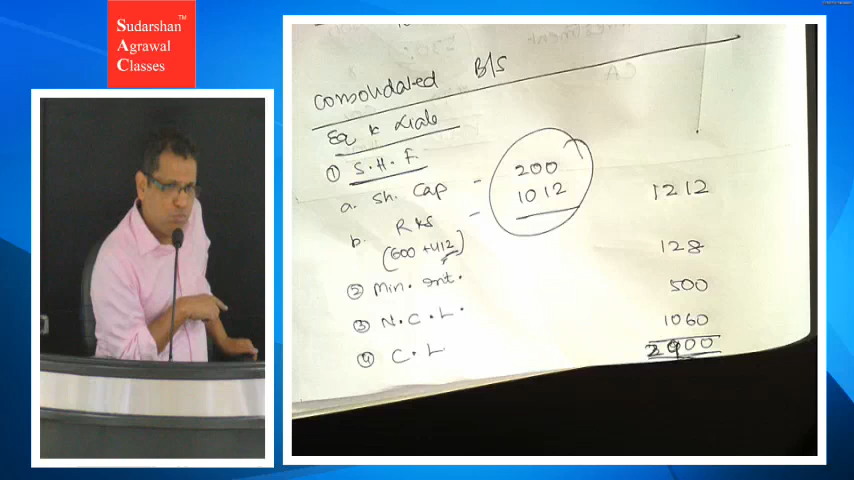 Sudarshan™
Agrawal
Classes
S A C
Consolidated B/S
Eq & Liab
① S.H.F.
a. Sh. Cap - 200
b. R&S - 1012 1212
(600 + 412)
② Min. Int. 128
③ N.C.L. 500
④ C.L 1060
2900